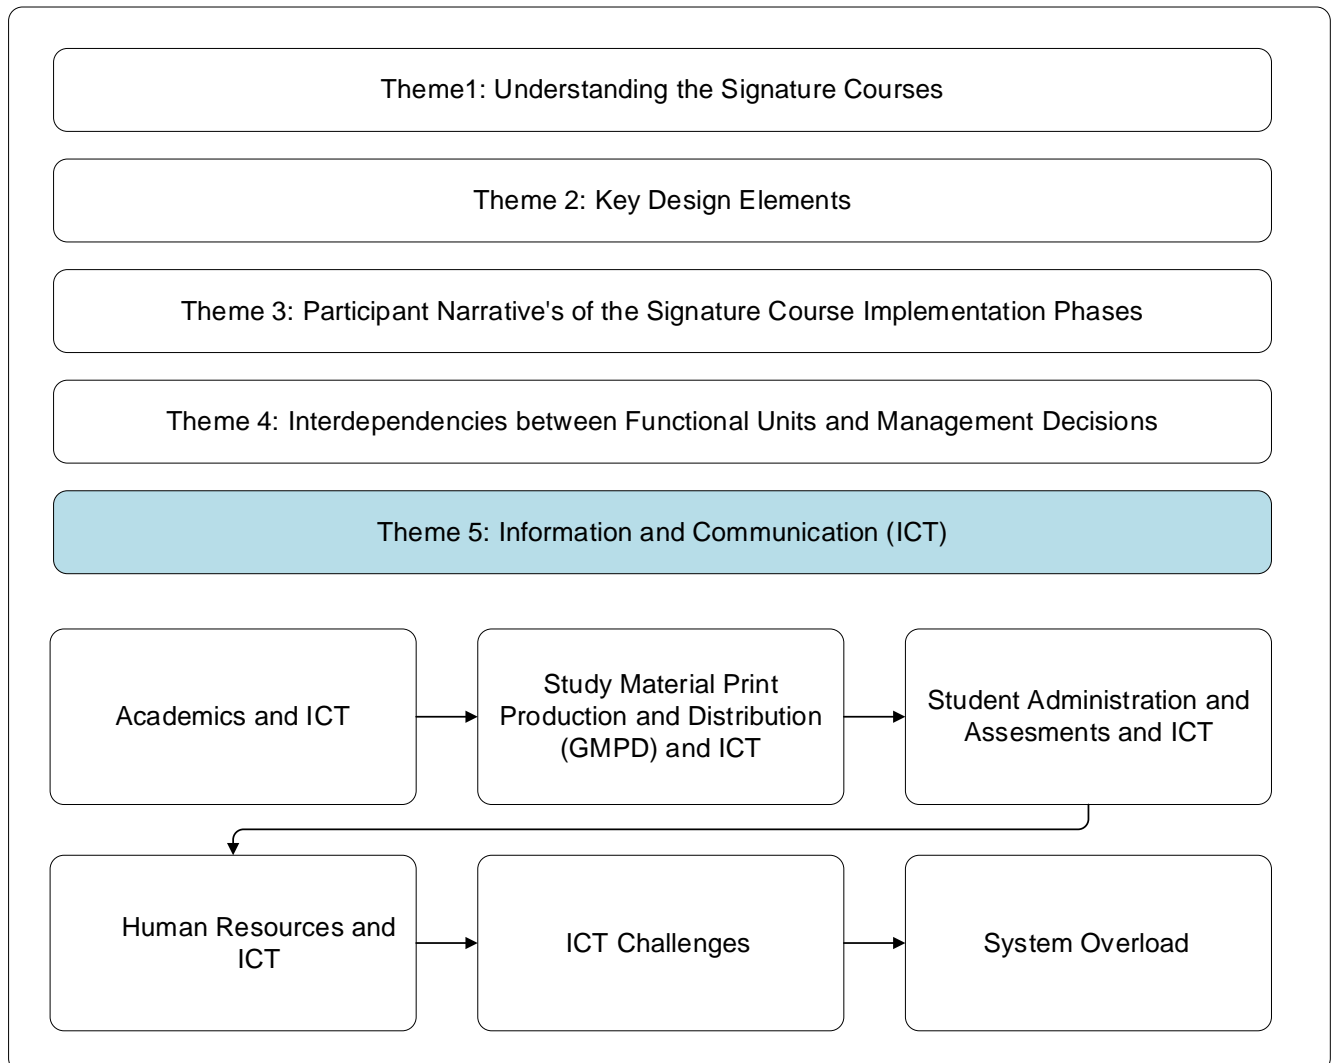 Theme1: Understanding the Signature Courses
Theme 2: Key Design Elements
Theme 3: Participant Narrative's of the Signature Course Implementation Phases
Theme 4: Interdependencies between Functional Units and Management Decisions
Theme 5: Information and Communication (ICT)
Academics and ICT
Study Material Print
Production and Distribution
(GMPD) and ICT
Student Administration and
Assesments and ICT
Human Resources and
ICT
ICT Challenges
System Overload